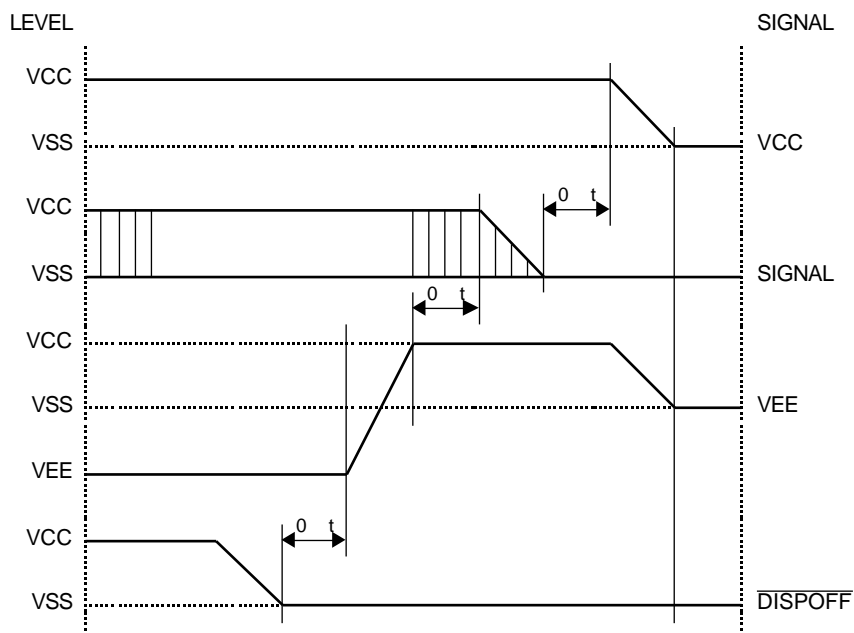 LEVEL SIGNAL
VCC
VSS VCC
0 t
VCC
VSS SIGNAL
0 t
VCC
VSS VEE
VEE
0 t
VCC
VSS DISPOFF